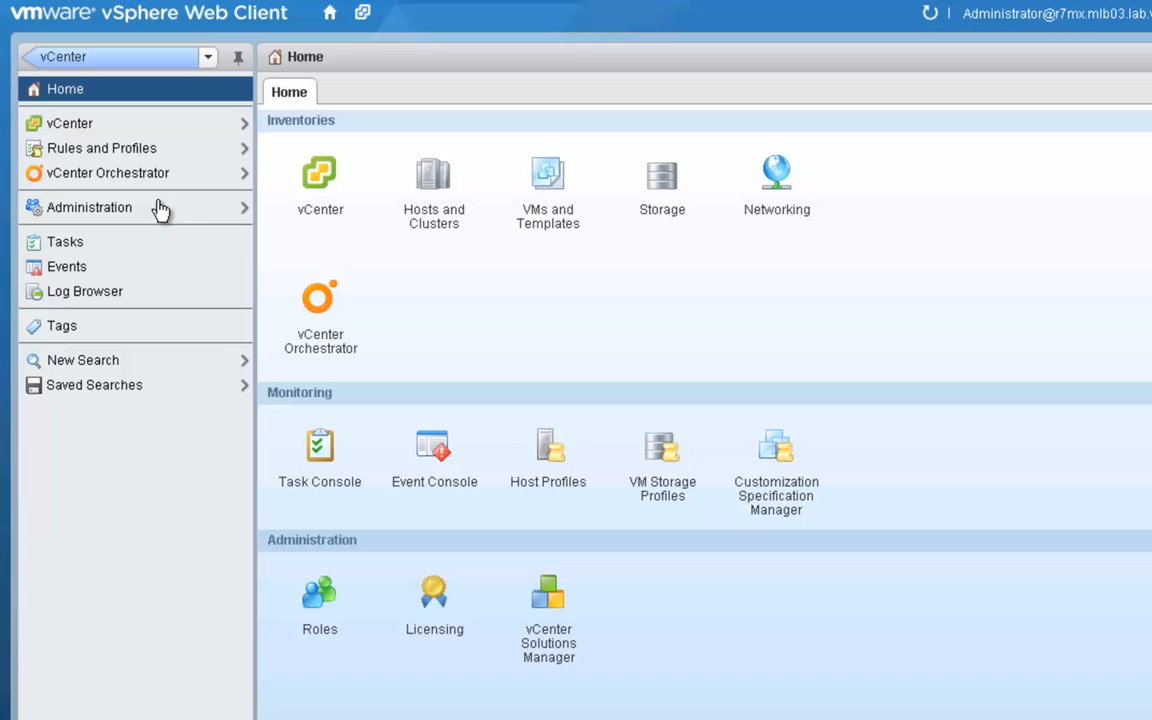 vmware® vSphere Web Client
Administrator@r7mx.mlb03.lab.
vCenter
Home
Home
Home
vCenter
Rules and Profiles
vCenter Orchestrator
Administration
Tasks
Events
Log Browser
Tags
New Search
Saved Searches
Inventories
vCenter
Hosts and
Clusters
VMs and
Templates
Storage
Networking
vCenter
Orchestrator
Monitoring
Task Console
Event Console
Host Profiles
VM Storage
Profiles
Customization
Specification
Manager
Administration
Roles
Licensing
vCenter
Solutions
Manager